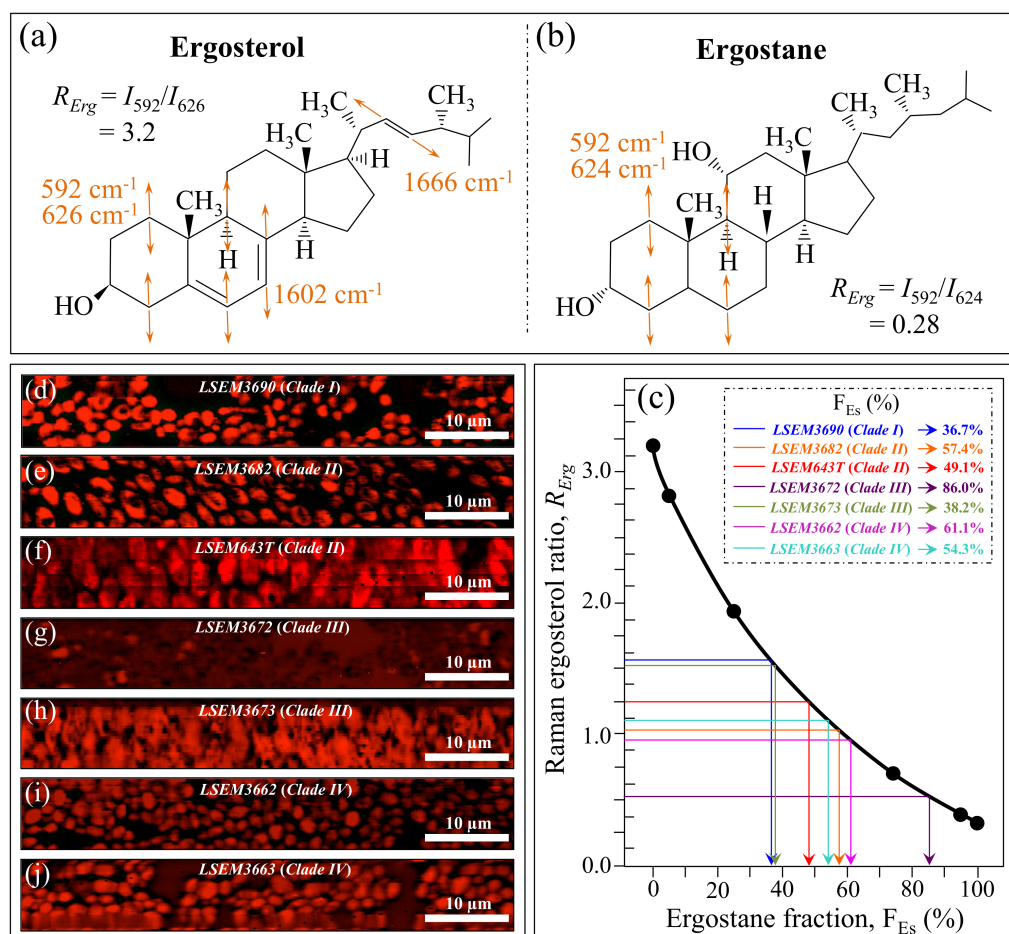 (a)
Ergosterol
R_Erg = I592/I626
= 3.2
H3C
CH3
H3C
H
1666 cm-1
592 cm-1
626 cm-1
CH3
H
H
HO
1602 cm-1
(b)
Ergostane
CH3
CH3
592 cm-1
624 cm-1
HO
CH3
H
CH3
H
H
HO
R_Erg = I592/I624
= 0.28
(d)
LSEM3690 (Clade I)
10 µm
(e)
LSEM3682 (Clade II)
10 µm
(f)
LSEM643T (Clade II)
10 µm
(g)
LSEM3672 (Clade III)
10 µm
(h)
LSEM3673 (Clade III)
10 µm
(i)
LSEM3662 (Clade IV)
10 µm
(j)
LSEM3663 (Clade IV)
10 µm
(c)
FEs (%)
LSEM3690 (Clade I) → 36.7%
LSEM3682 (Clade II) → 57.4%
LSEM643T (Clade II) → 49.1%
LSEM3672 (Clade III) → 86.0%
LSEM3673 (Clade III) → 38.2%
LSEM3662 (Clade IV) → 61.1%
LSEM3663 (Clade IV) → 54.3%
Raman ergosterol ratio, R_Erg
3.0
2.0
1.0
0.0
0 20 40 60 80 100
Ergostane fraction, FEs (%)